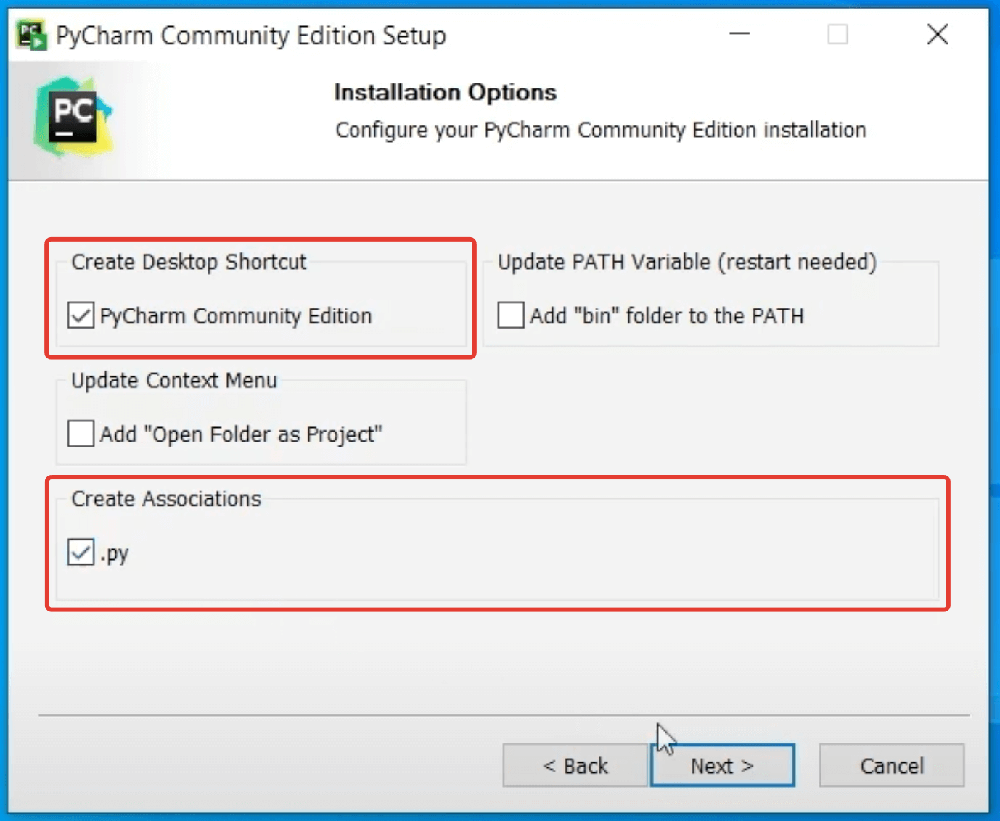 PyCharm Community Edition Setup
PC
Installation Options
Configure your PyCharm Community Edition installation
Create Desktop Shortcut
PyCharm Community Edition
Update PATH Variable (restart needed)
Add "bin" folder to the PATH
Update Context Menu
Add "Open Folder as Project"
Create Associations
.py
< Back
Next >
Cancel